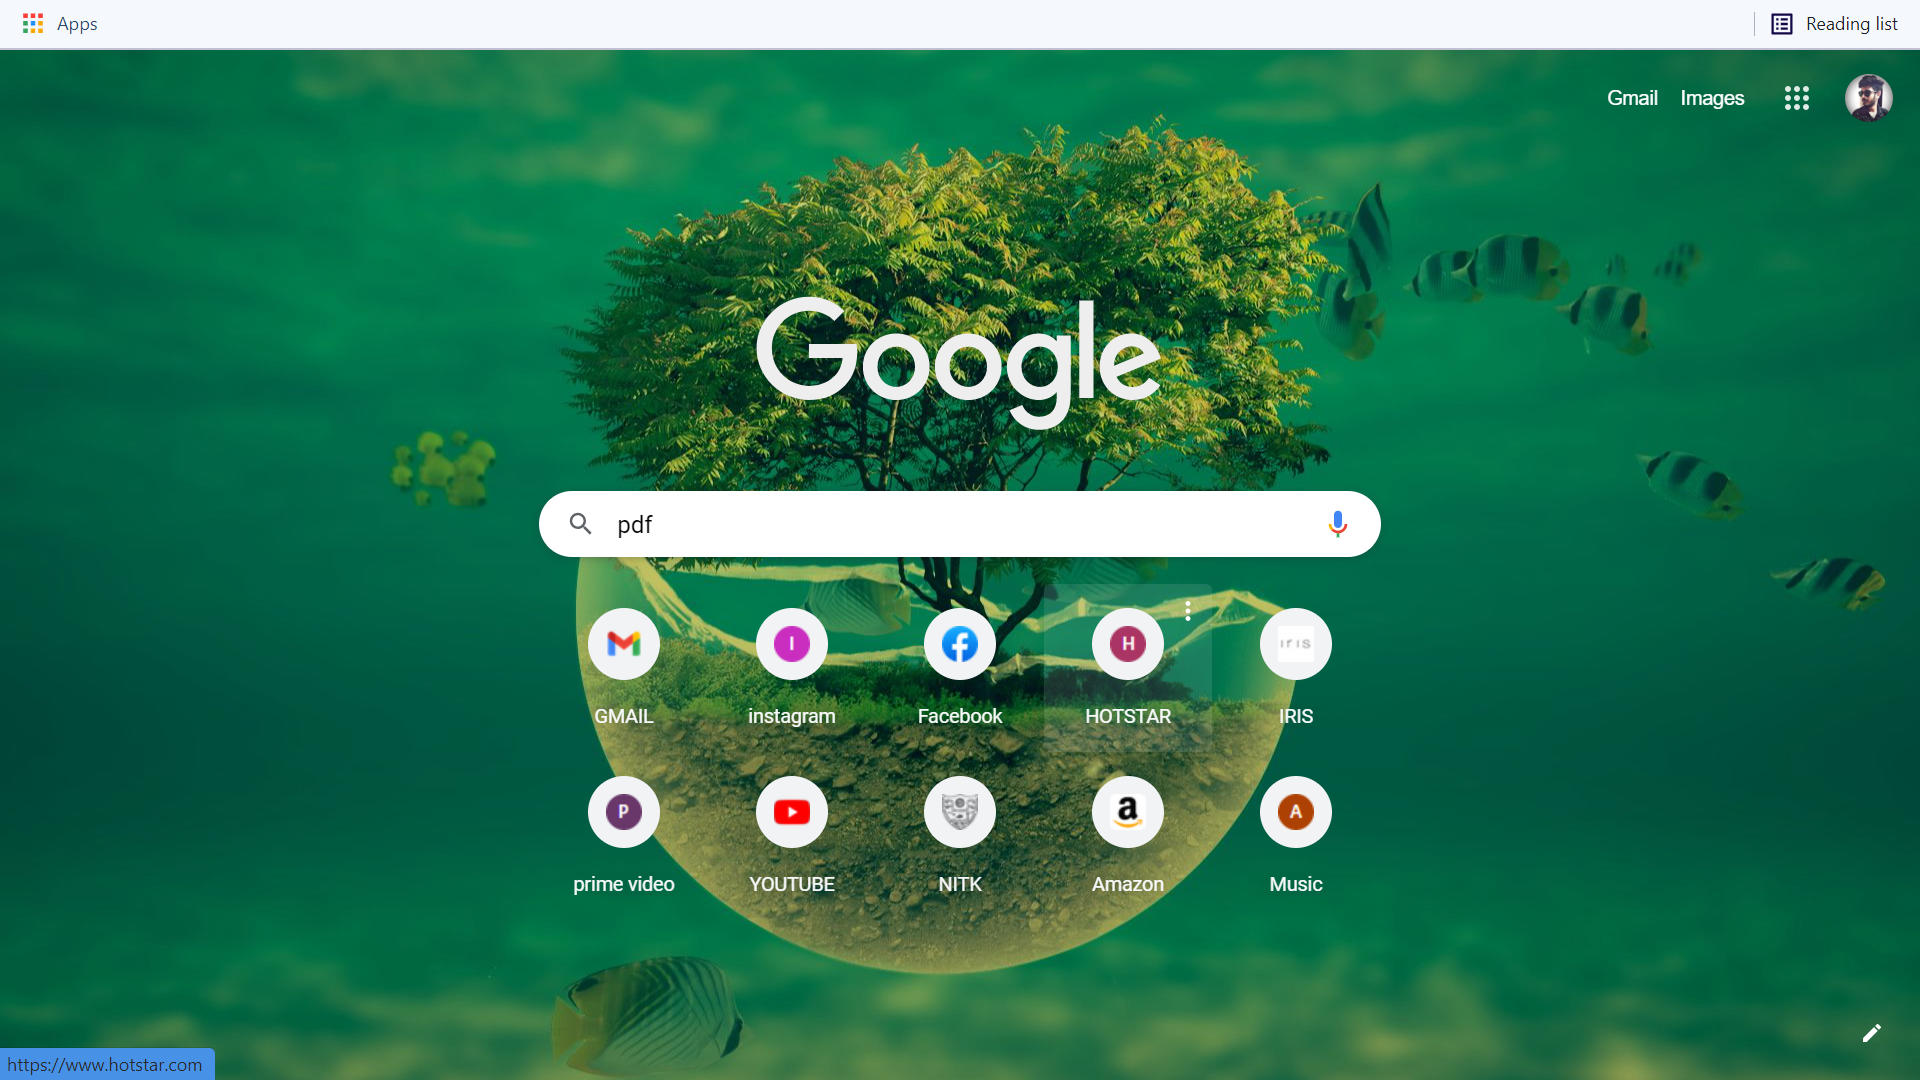 Apps
Reading list
Gmail Images
Google
pdf
I
H
iris
GMAIL instagram Facebook HOTSTAR IRIS
P
a
A
prime video YOUTUBE NITK Amazon Music
https://www.hotstar.com